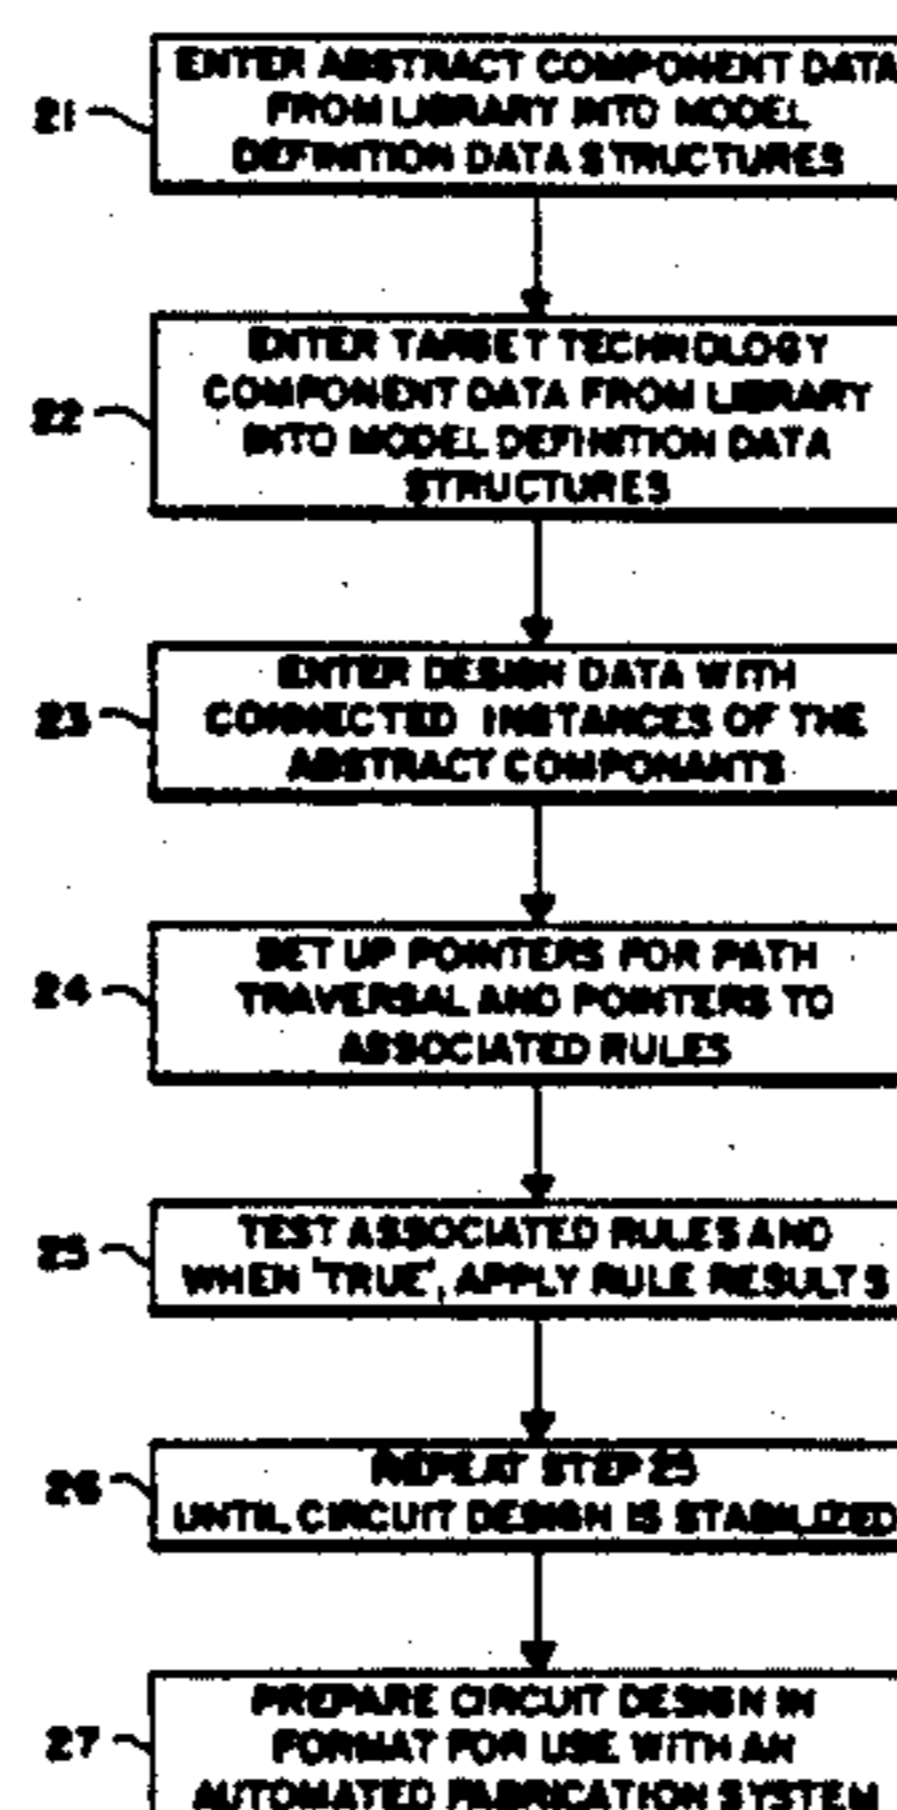 21
ENTER ABSTRACT COMPONENT DATA
FROM LIBRARY INTO MODEL
DEFINITION DATA STRUCTURES
22
ENTER TARGET TECHNOLOGY
COMPONENT DATA FROM LIBRARY
INTO MODEL DEFINITION DATA
STRUCTURES
23
ENTER DESIGN DATA WITH
CONNECTED INSTANCES OF THE
ABSTRACT COMPONANTS
24
SET UP POINTERS FOR PATH
TRAVERSAL AND POINTERS TO
ASSOCIATED RULES
25
TEST ASSOCIATED RULES AND
WHEN 'TRUE', APPLY RULE RESULTS
26
REPEAT STEP 25
UNTIL CIRCUIT DESIGN IS STABILIZED
27
PREPARE CIRCUIT DESIGN IN
FORMAT FOR USE WITH AN
AUTOMATED FABRICATION SYSTEM